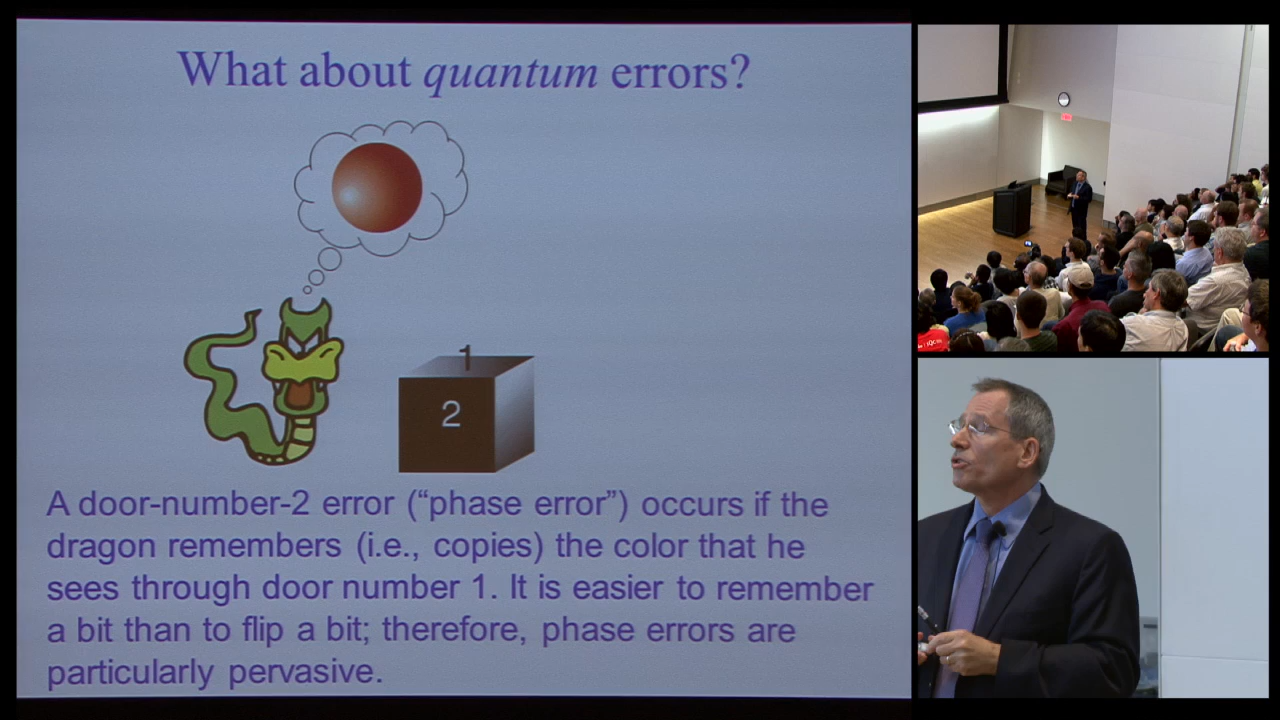 What about quantum errors?
1
2
A door-number-2 error (“phase error”) occurs if the
dragon remembers (i.e., copies) the color that he
sees through door number 1. It is easier to remember
a bit than to flip a bit; therefore, phase errors are
particularly pervasive.